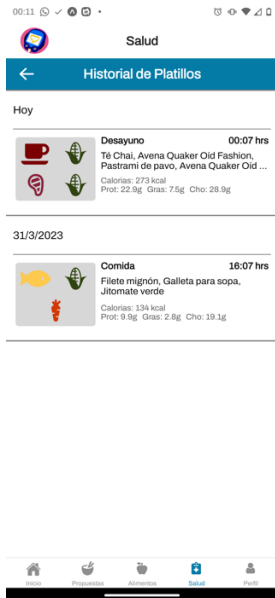 00:11
Salud
Historial de Platillos
Hoy
Desayuno 00:07 hrs
Té Chai, Avena Quaker Oid Fashion,
Pastrami de pavo, Avena Quaker Oid ...
Calorias: 273 kcal
Prot: 22.9g Gras: 7.5g Cho: 28.9g
31/3/2023
Comida 16:07 hrs
Filete mignón, Galleta para sopa,
Jitomate verde
Calorias: 134 kcal
Prot: 9.9g Gras: 2.8g Cho: 19.1g
Inicio Propuestas Alimentos Salud Perfil